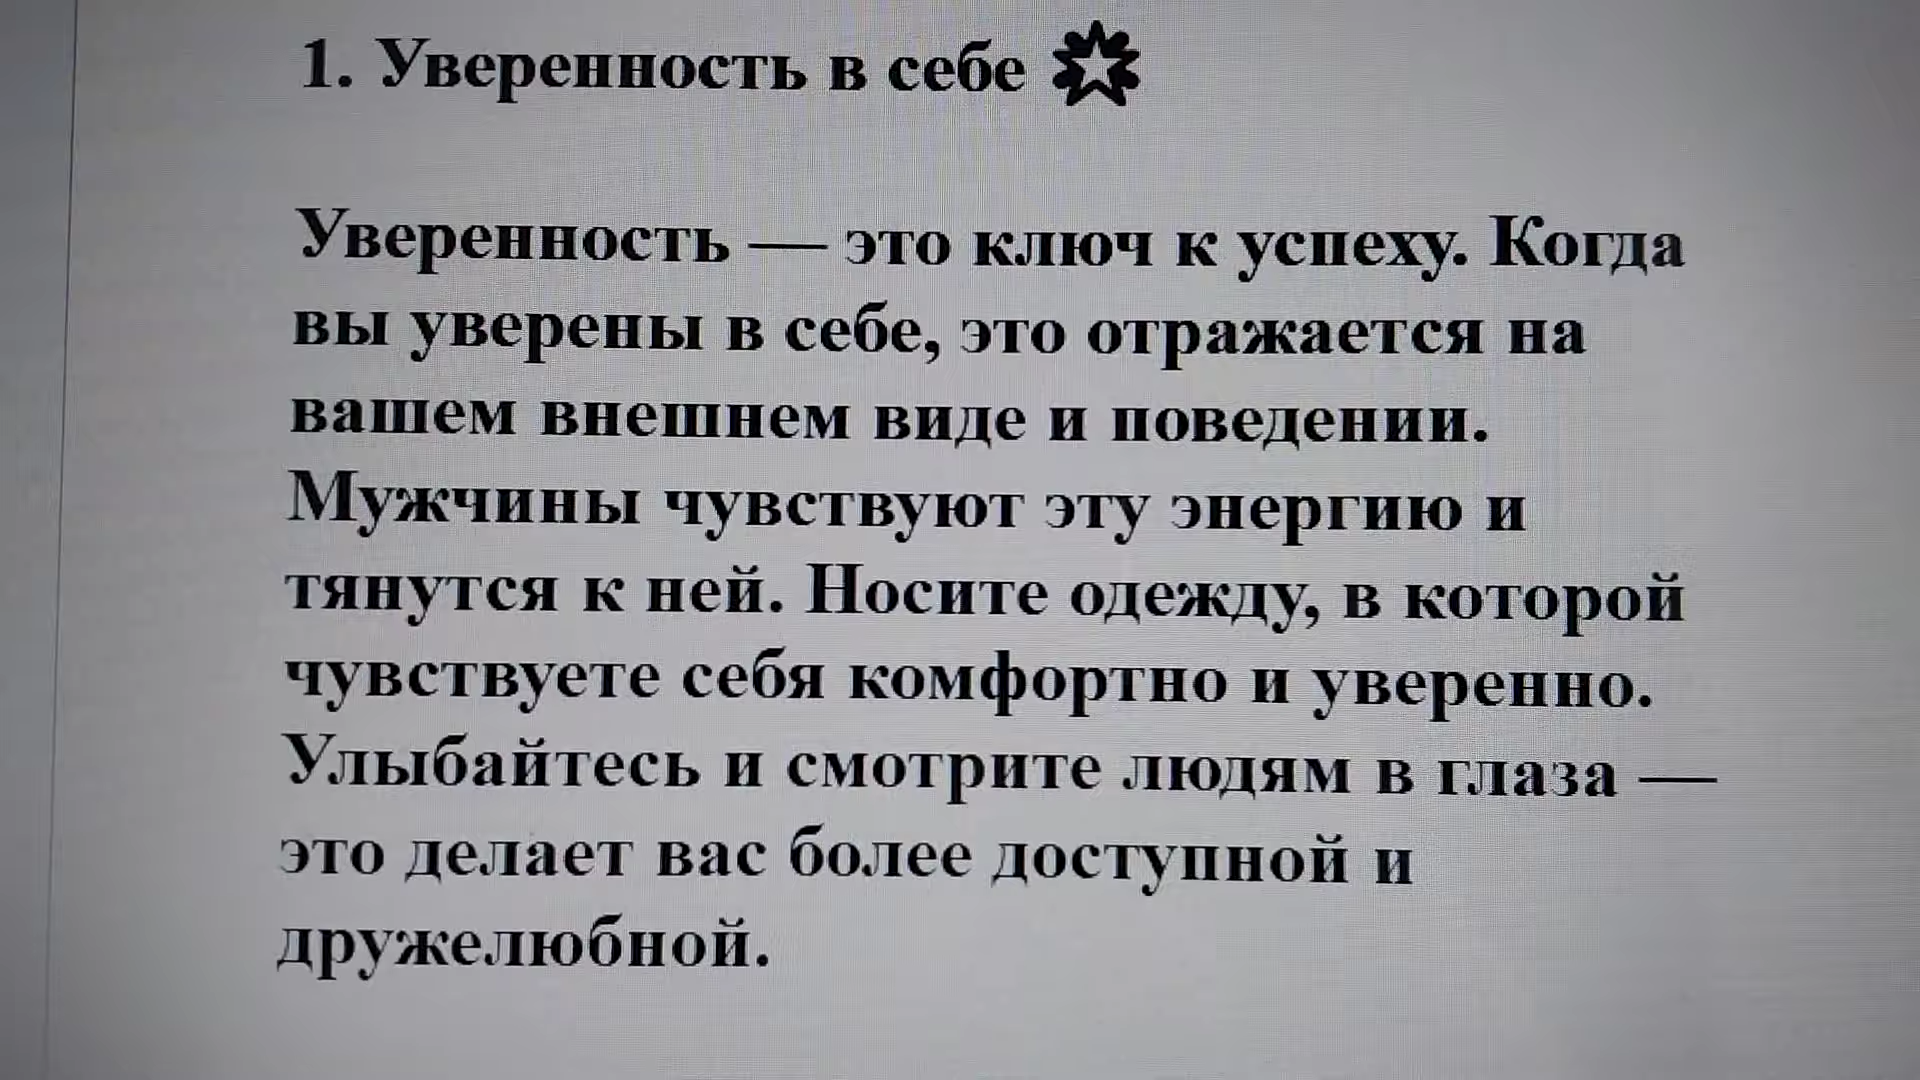 1. Уверенность в себе
Уверенность — это ключ к успеху. Когда
вы уверены в себе, это отражается на
вашем внешнем виде и поведении.
Мужчины чувствуют эту энергию и
тянутся к ней. Носите одежду, в которой
чувствуете себя комфортно и уверенно.
Улыбайтесь и смотрите людям в глаза —
это делает вас более доступной и
дружелюбной.